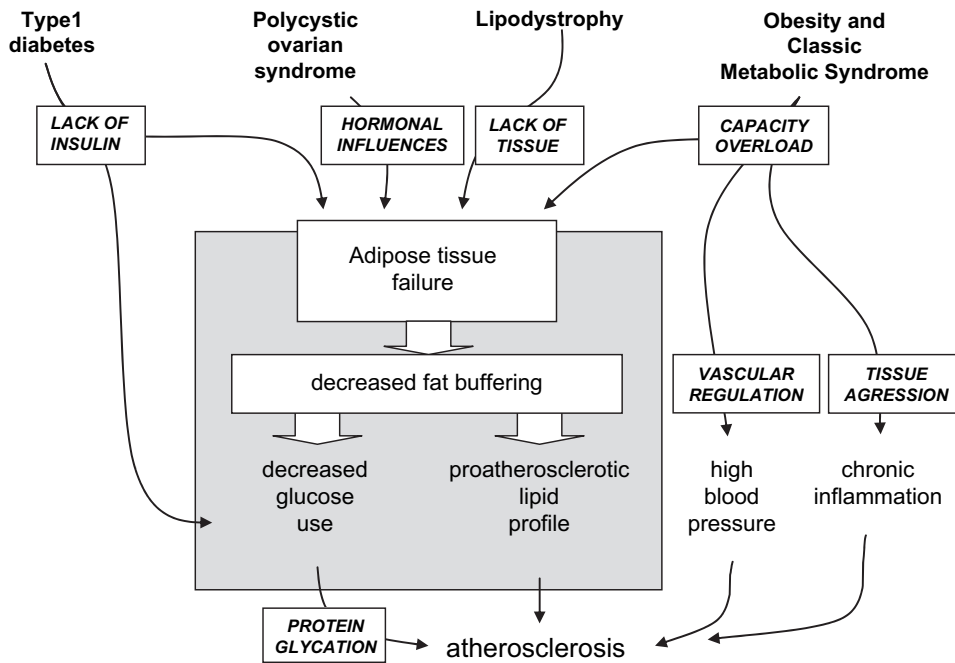 Type1
diabetes
Polycystic
ovarian
syndrome
Lipodystrophy
Obesity and
Classic
Metabolic Syndrome
LACK OF
INSULIN
HORMONAL
INFLUENCES
LACK OF
TISSUE
CAPACITY
OVERLOAD
Adipose tissue
failure
decreased fat buffering
VASCULAR
REGULATION
TISSUE
AGRESSION
decreased
glucose
use
proatherosclerotic
lipid
profile
high
blood
pressure
chronic
inflammation
PROTEIN
GLYCATION
atherosclerosis